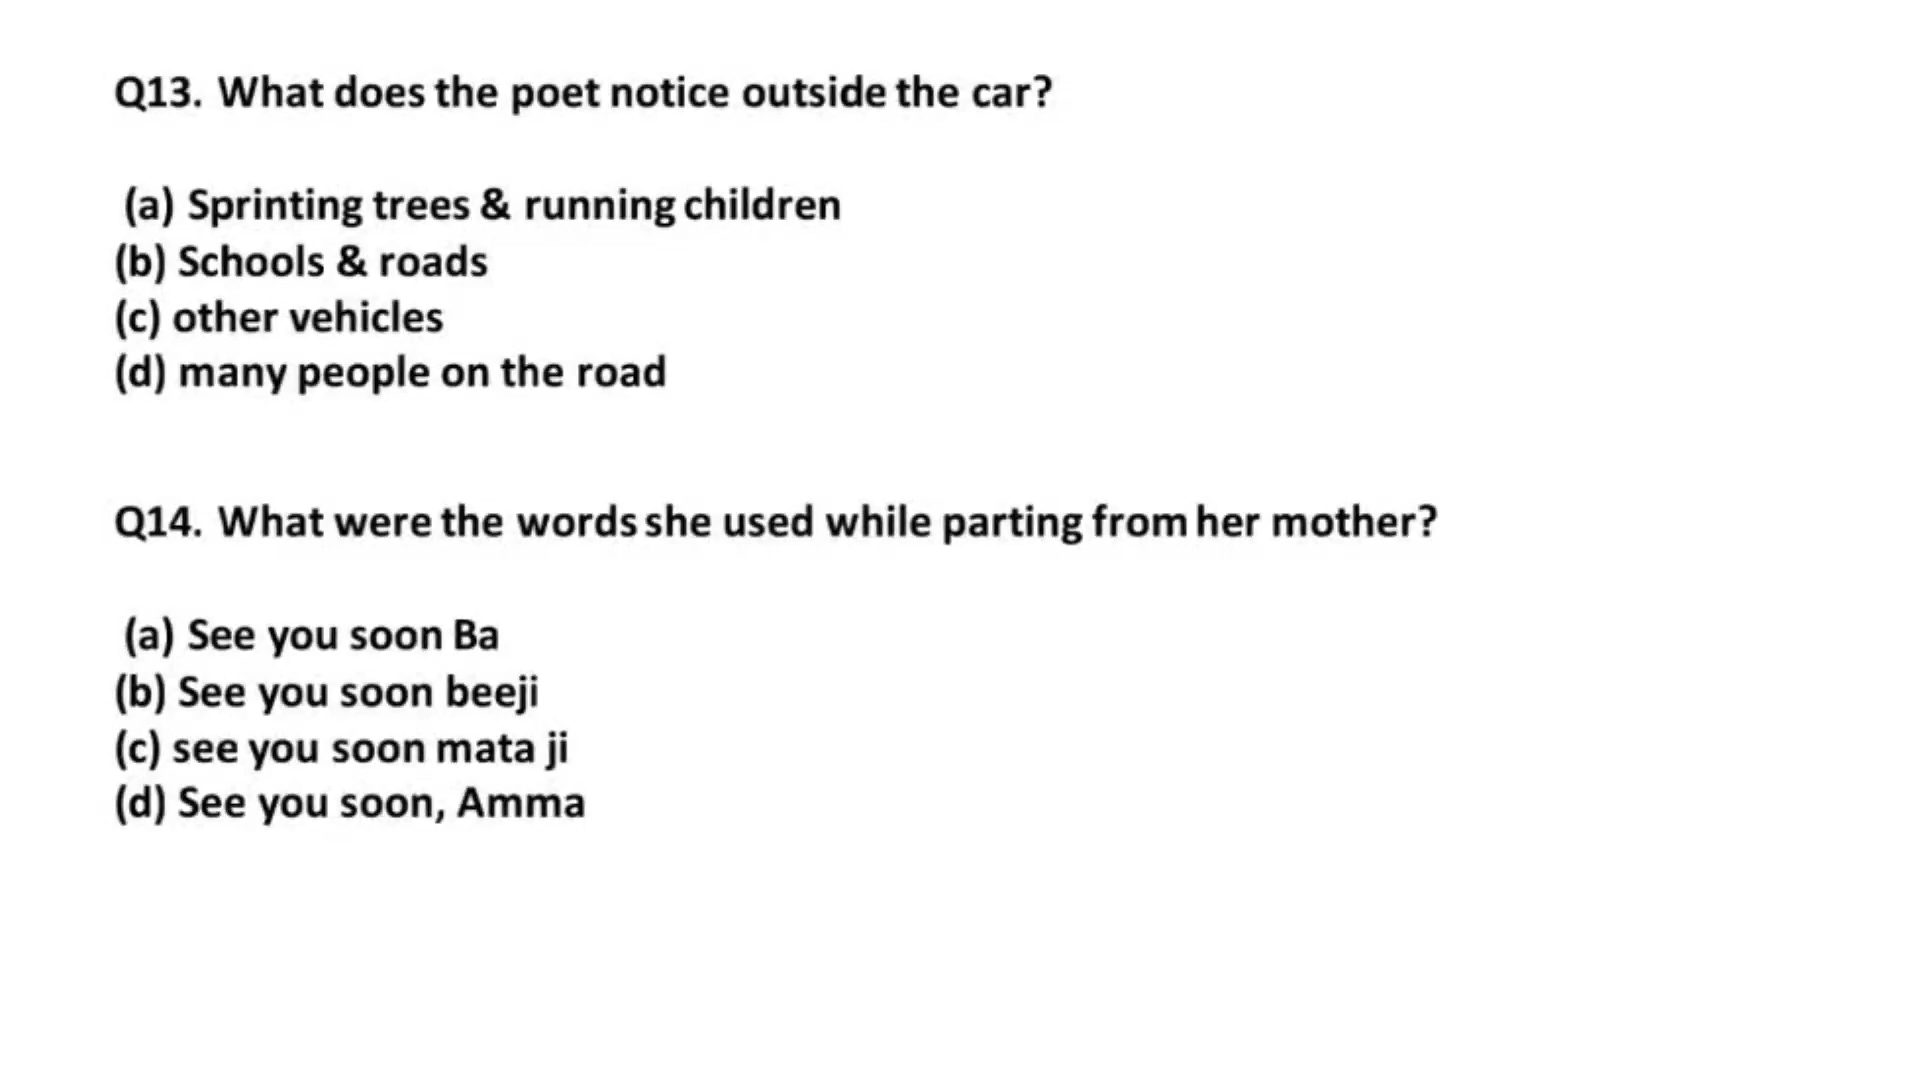 Q13. What does the poet notice outside the car?
(a) Sprinting trees & running children
(b) Schools & roads
(c) other vehicles
(d) many people on the road
Q14. What were the words she used while parting from her mother?
(a) See you soon Ba
(b) See you soon beeji
(c) see you soon mata ji
(d) See you soon, Amma